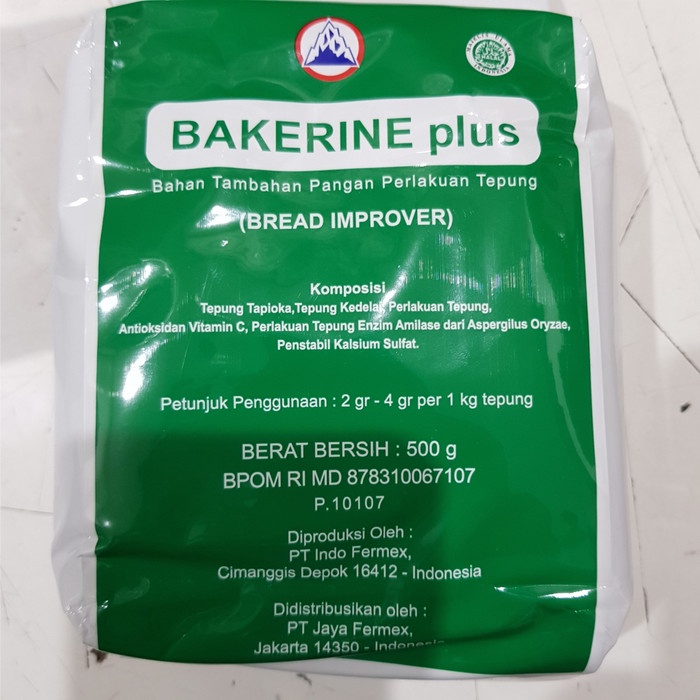 BAKERINE plus
Bahan Tambahan Pangan Perlakuan Tepung
(BREAD IMPROVER)
Komposisi
Tepung Tapioka,Tepung Kedelai, Perlakuan Tepung,
Antioksidan Vitamin C, Perlakuan Tepung Enzim Amilase dari Aspergilus Oryzae,
Penstabil Kalsium Sulfat.
Petunjuk Penggunaan : 2 gr - 4 gr per 1 kg tepung
BERAT BERSIH : 500 g
BPOM RI MD 878310067107
P.10107
Diproduksi Oleh :
PT Indo Fermex,
Cimanggis Depok 16412 - Indonesia
Didistribusikan oleh :
PT Jaya Fermex,
Jakarta 14350 - Indonesia